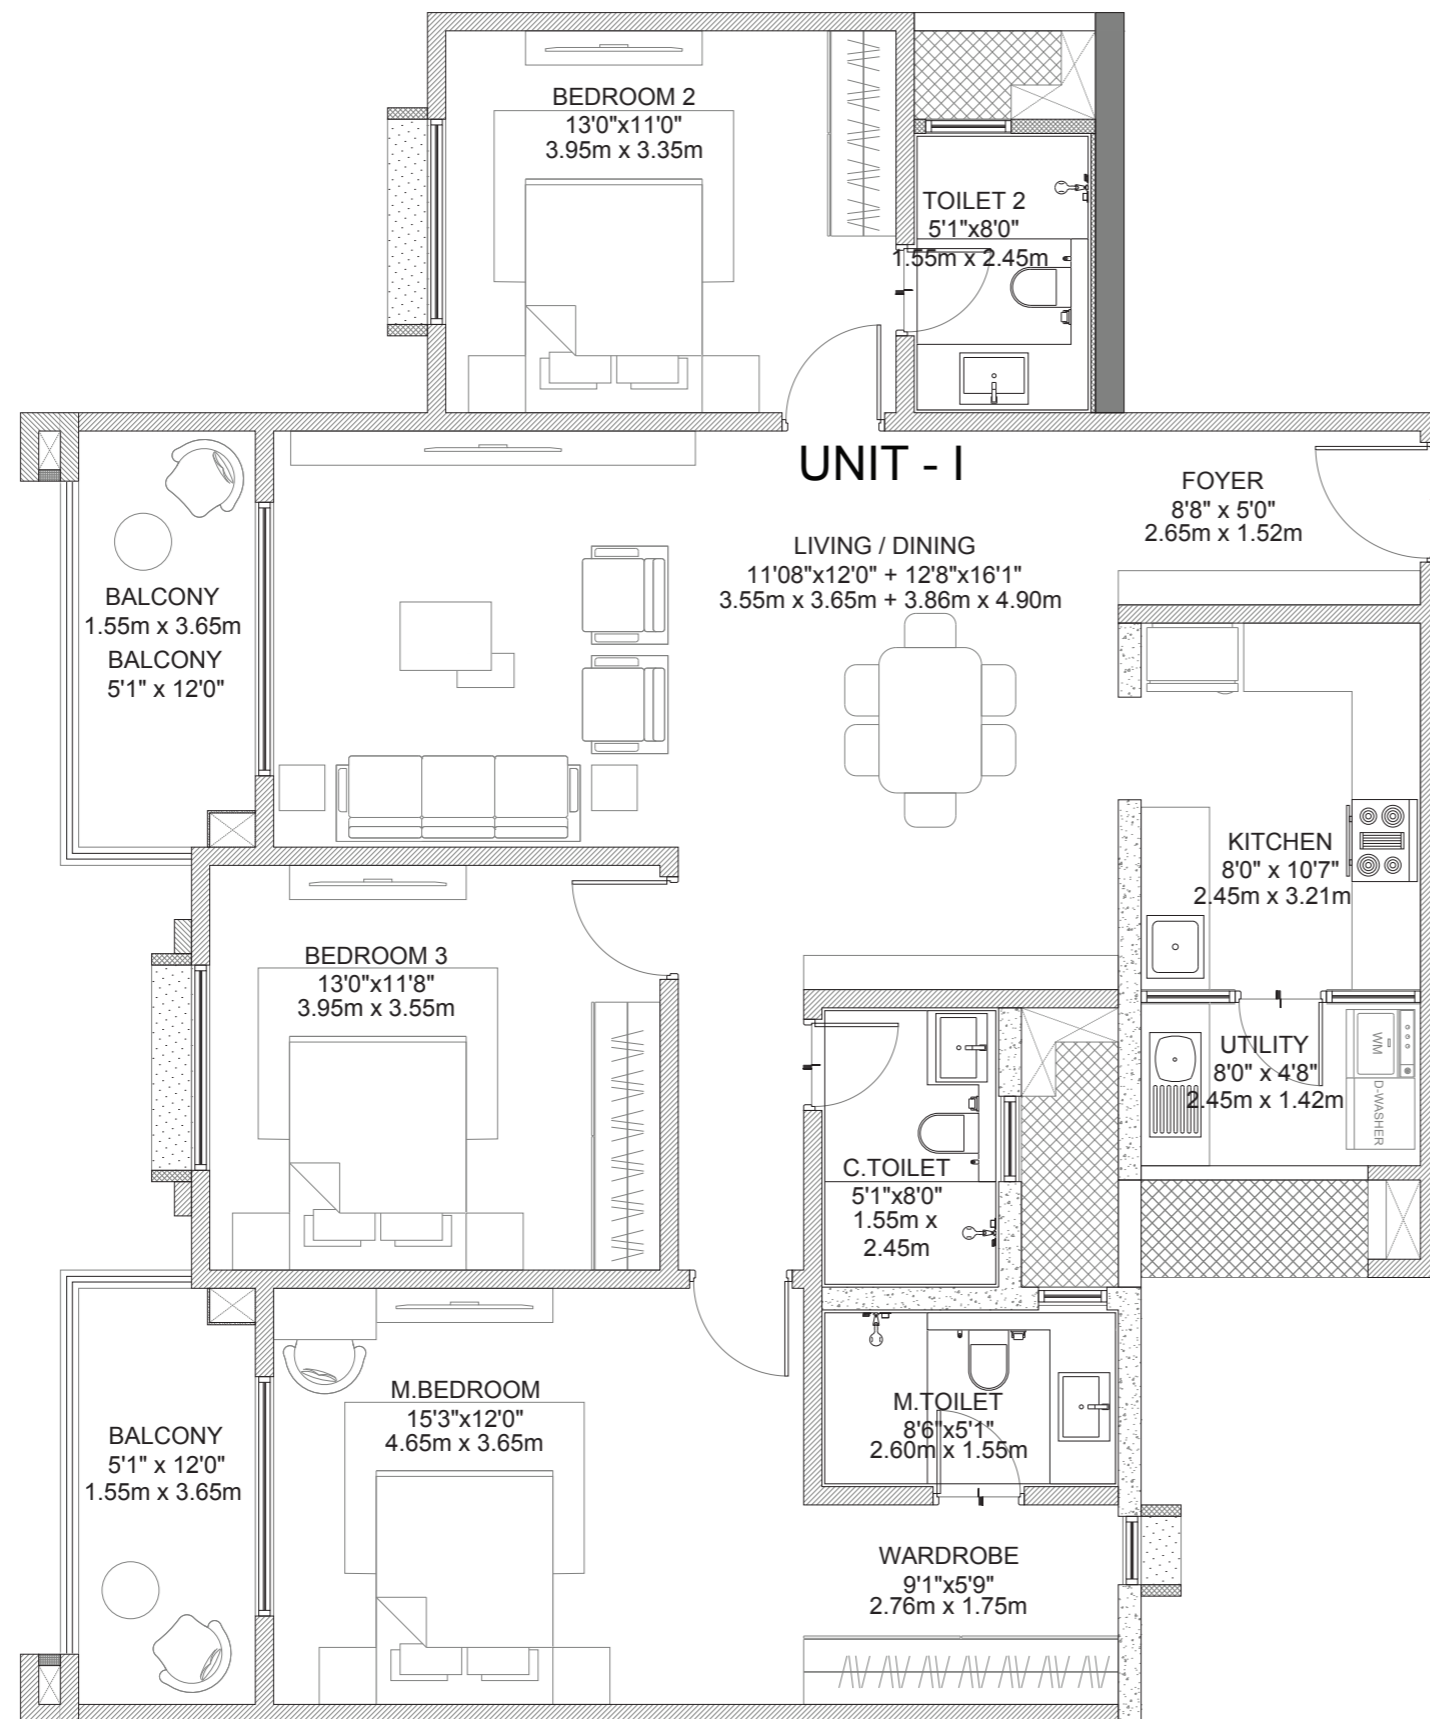 BEDROOM 2
13'0"x11'0"
3.95m x 3.35m
TOILET 2
5'1"x8'0"
1.55m x 2.45m
UNIT - I
FOYER
8'8" x 5'0"
2.65m x 1.52m
LIVING / DINING
11'08"x12'0" + 12'8"x16'1"
3.55m x 3.65m + 3.86m x 4.90m
BALCONY
1.55m x 3.65m
BALCONY
5'1" x 12'0"
KITCHEN
8'0" x 10'7"
2.45m x 3.21m
BEDROOM 3
13'0"x11'8"
3.95m x 3.55m
UTILITY
8'0" x 4'8"
2.45m x 1.42m
WM
D-WASHER
C.TOILET
5'1"x8'0"
1.55m x
2.45m
M.BEDROOM
15'3"x12'0"
4.65m x 3.65m
M.TOILET
8'6"x5'1"
2.60m x 1.55m
BALCONY
5'1" x 12'0"
1.55m x 3.65m
WARDROBE
9'1"x5'9"
2.76m x 1.75m